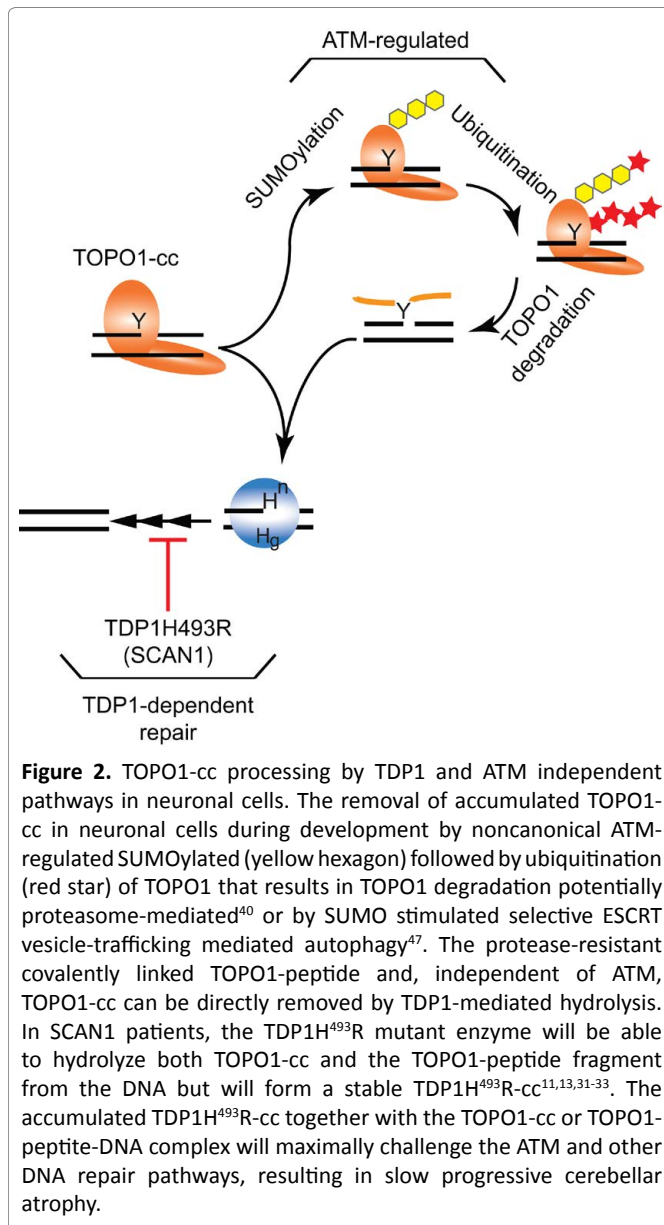 ATM-regulated
SUMOylation
Ubiquitination
Y
Y
TOPO1-cc
Y
Y
TOPO1
degradation
Hⁿ
Hg
TDP1H493R
(SCAN1)
TDP1-dependent
repair
Figure 2. TOPO1-cc processing by TDP1 and ATM independent
pathways in neuronal cells. The removal of accumulated TOPO1-
cc in neuronal cells during development by noncanonical ATM-
regulated SUMOylated (yellow hexagon) followed by ubiquitination
(red star) of TOPO1 that results in TOPO1 degradation potentially
proteasome-mediated⁴⁰ or by SUMO stimulated selective ESCRT
vesicle-trafficking mediated autophagy⁴⁷. The protease-resistant
covalently linked TOPO1-peptide and, independent of ATM,
TOPO1-cc can be directly removed by TDP1-mediated hydrolysis.
In SCAN1 patients, the TDP1H⁴⁹³R mutant enzyme will be able
to hydrolyze both TOPO1-cc and the TOPO1-peptide fragment
from the DNA but will form a stable TDP1H⁴⁹³R-cc¹¹,¹³,³¹⁻³³. The
accumulated TDP1H⁴⁹³R-cc together with the TOPO1-cc or TOPO1-
peptite-DNA complex will maximally challenge the ATM and other
DNA repair pathways, resulting in slow progressive cerebellar
atrophy.